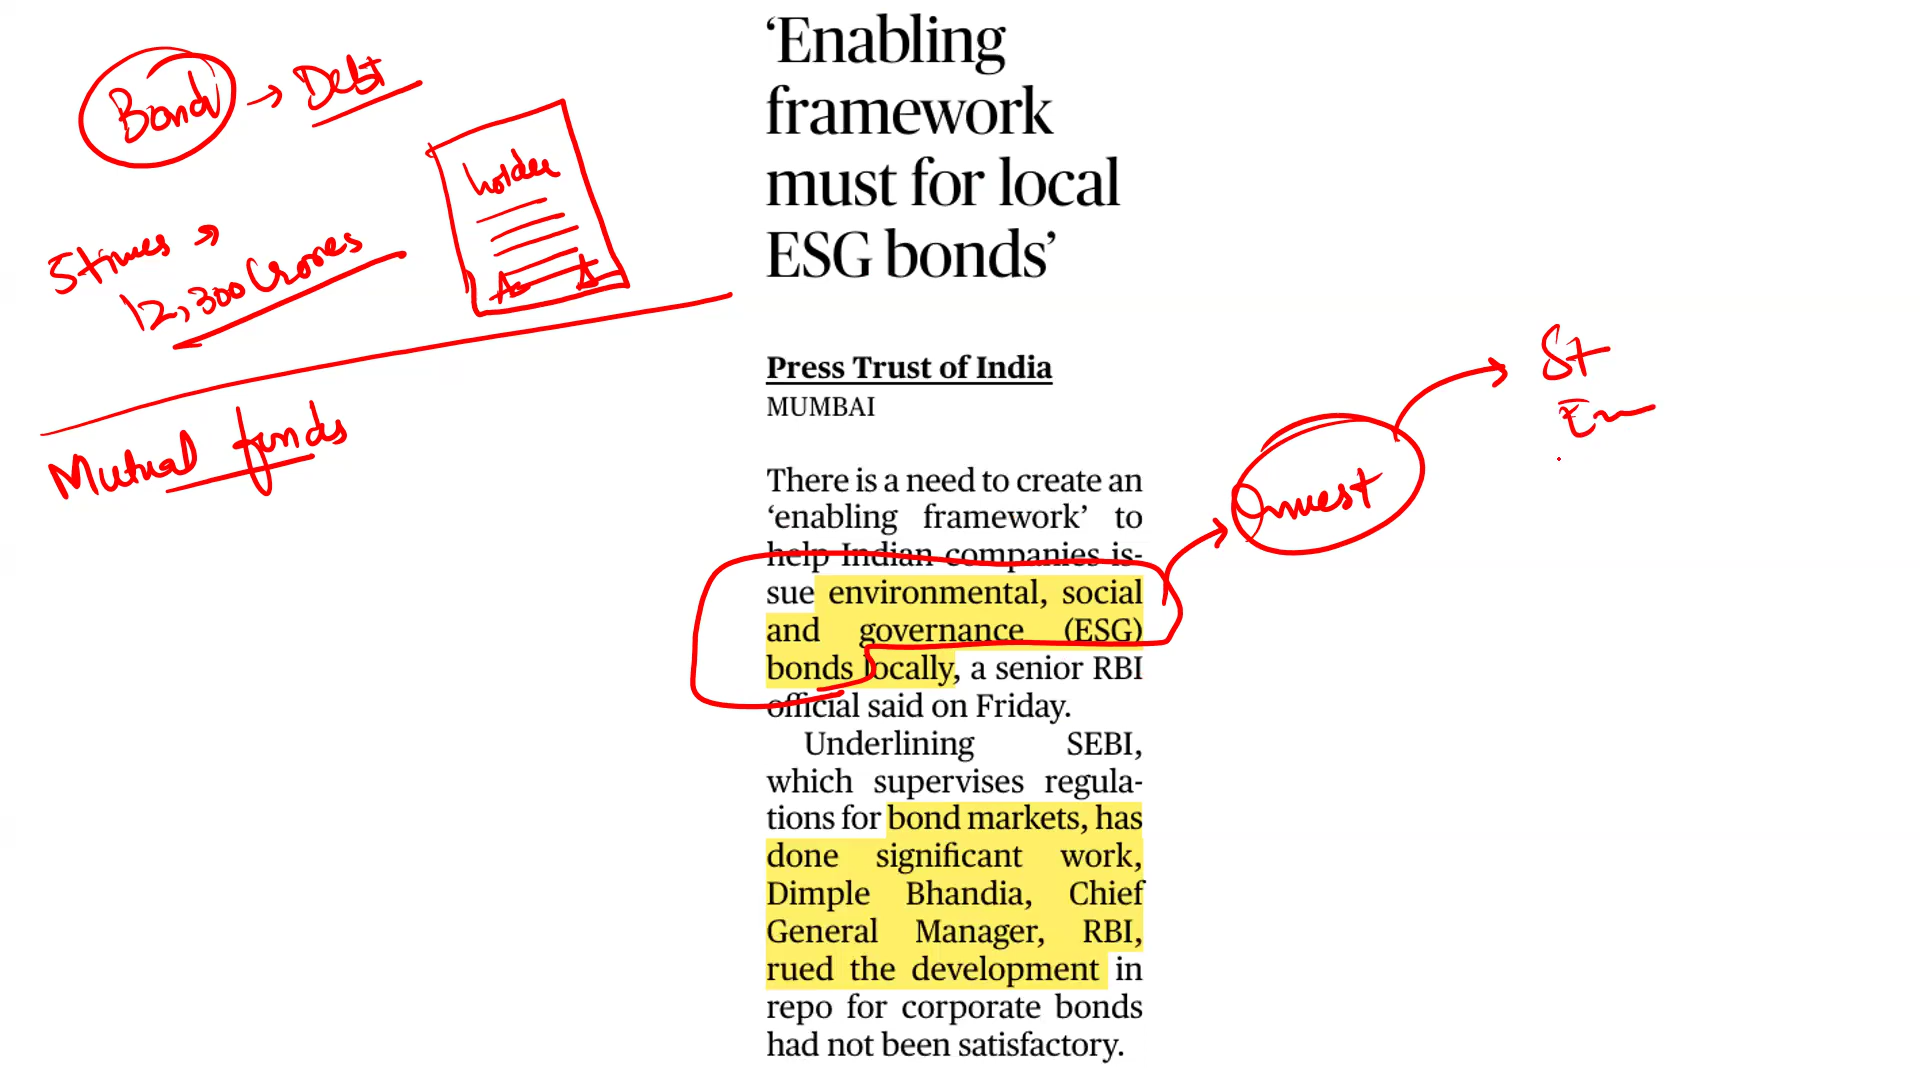 Bond → Debt
holder
5 times →
12,300 Crores
Mutual funds
‘Enabling
framework
must for local
ESG bonds’
Press Trust of India
MUMBAI
There is a need to create an
‘enabling framework’ to
help Indian companies is-
sue environmental, social
and governance (ESG)
bonds locally, a senior RBI
official said on Friday.
Underlining SEBI,
which supervises regula-
tions for bond markets, has
done significant work,
Dimple Bhandia, Chief
General Manager, RBI,
rued the development in
repo for corporate bonds
had not been satisfactory.
Invest
St